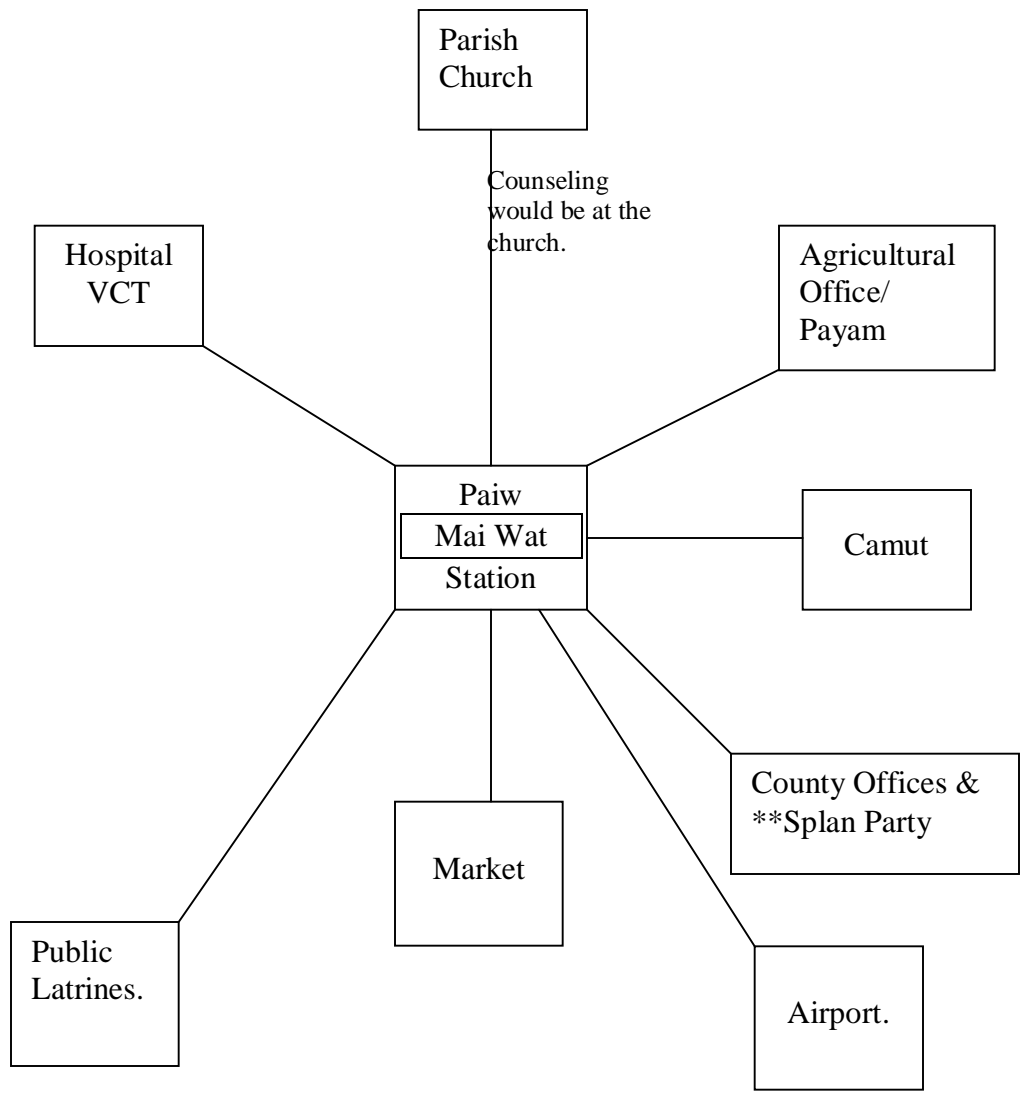 Parish
Church
Counseling
would be at the
church.
Hospital
VCT
Agricultural
Office/
Payam
Paiw
Mai Wat
Station
Camut
County Offices &
**Splan Party
Market
Public
Latrines.
Airport.